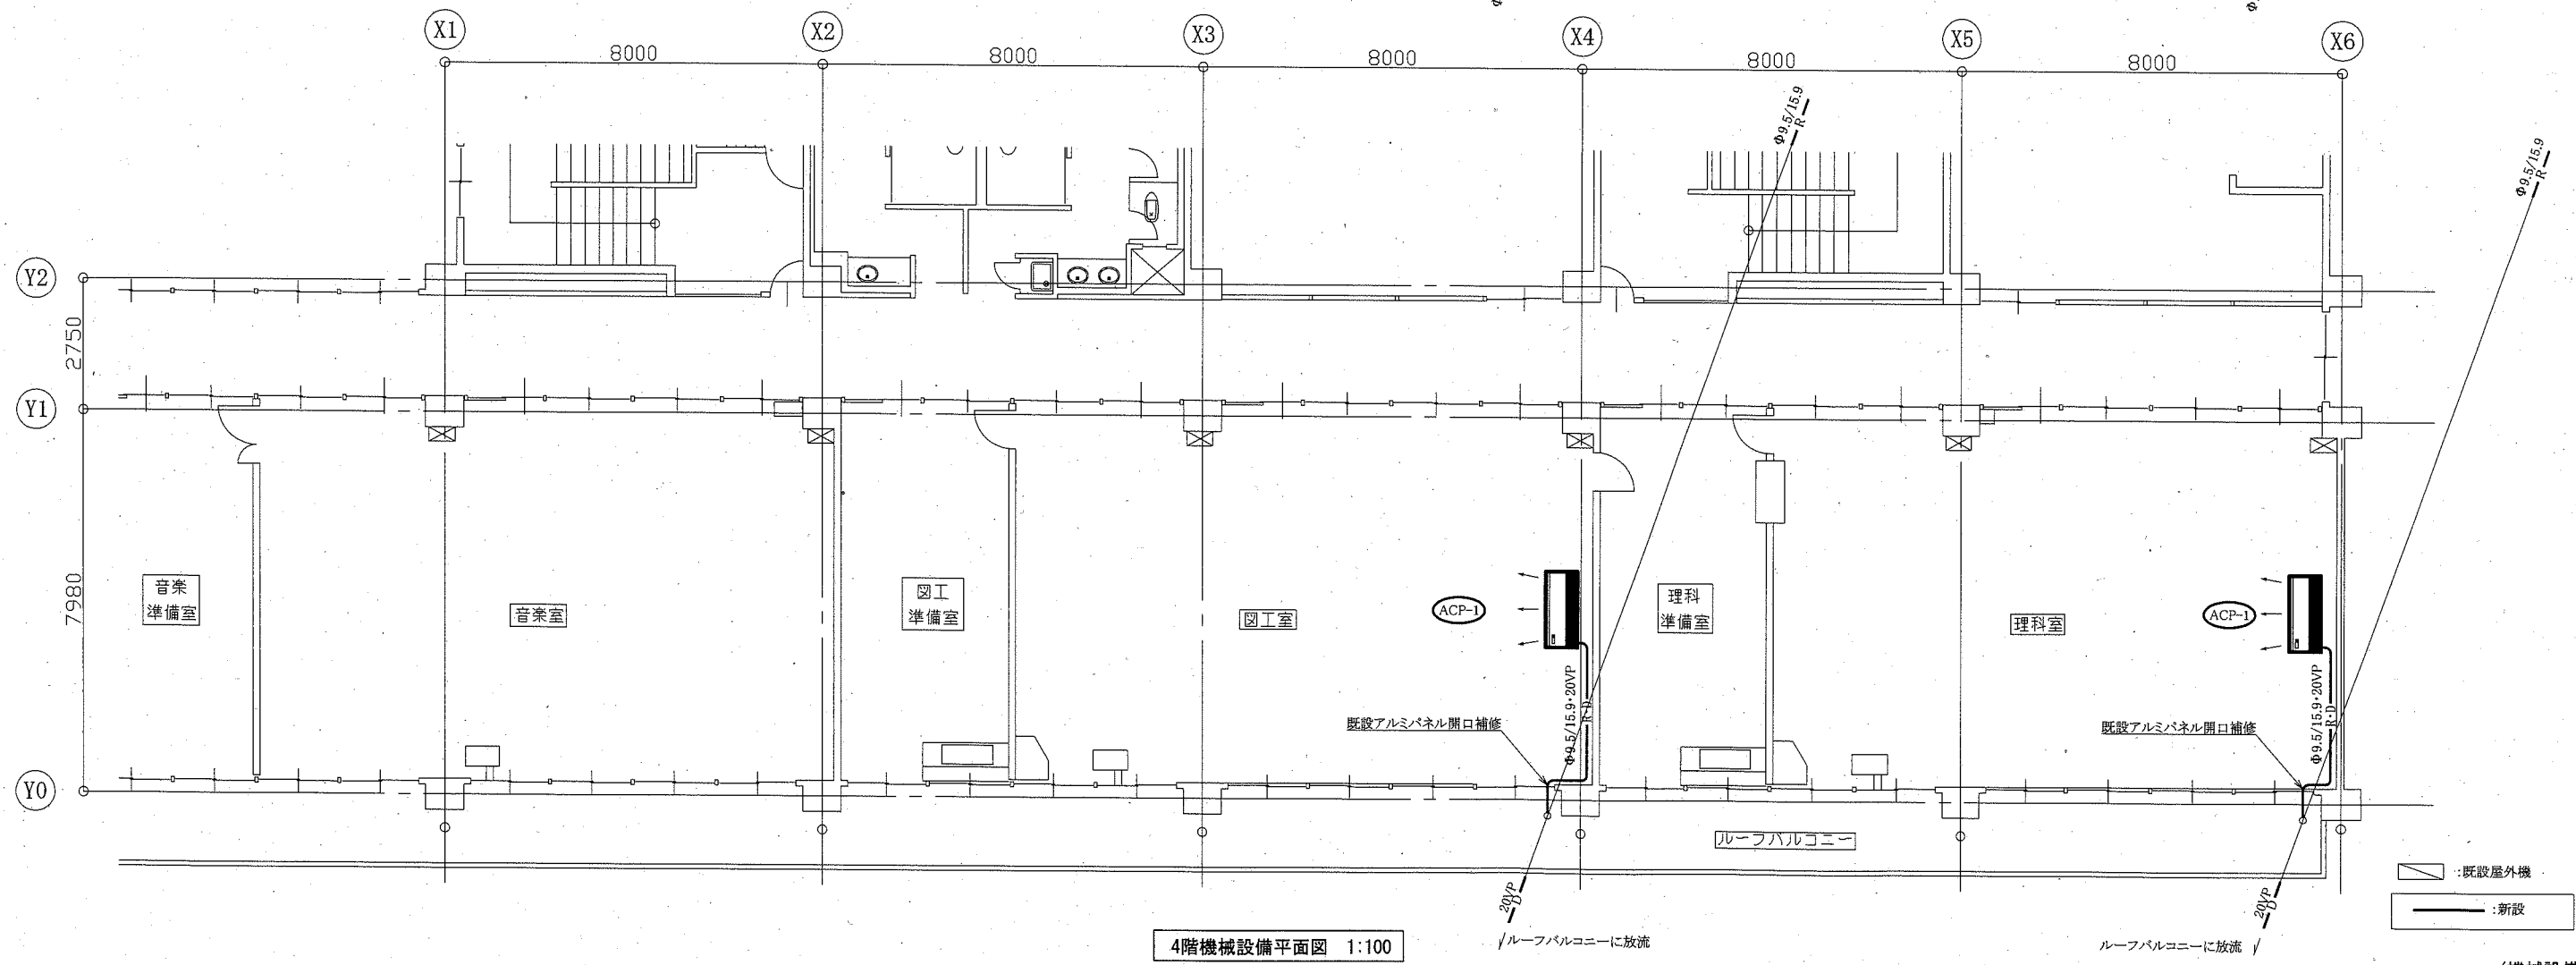 X1
X2
X3
X4
X5
X6
8000
8000
8000
8000
8000
Φ9.5/15.9
R
Φ9.5/15.9
R
Y2
2750
Y1
7980
Y0
音楽
準備室
音楽室
図工
準備室
図工室
ACP-1
理科
準備室
理科室
ACP-1
Φ9.5/15.9・20VP
R・D
Φ9.5/15.9・20VP
R・D
既設アルミパネル開口補修
既設アルミパネル開口補修
ルーフバルコニー
20VP
D
20VP
D
ルーフバルコニーに放流
ルーフバルコニーに放流
:既設屋外機
:新設
4階機械設備平面図 1:100